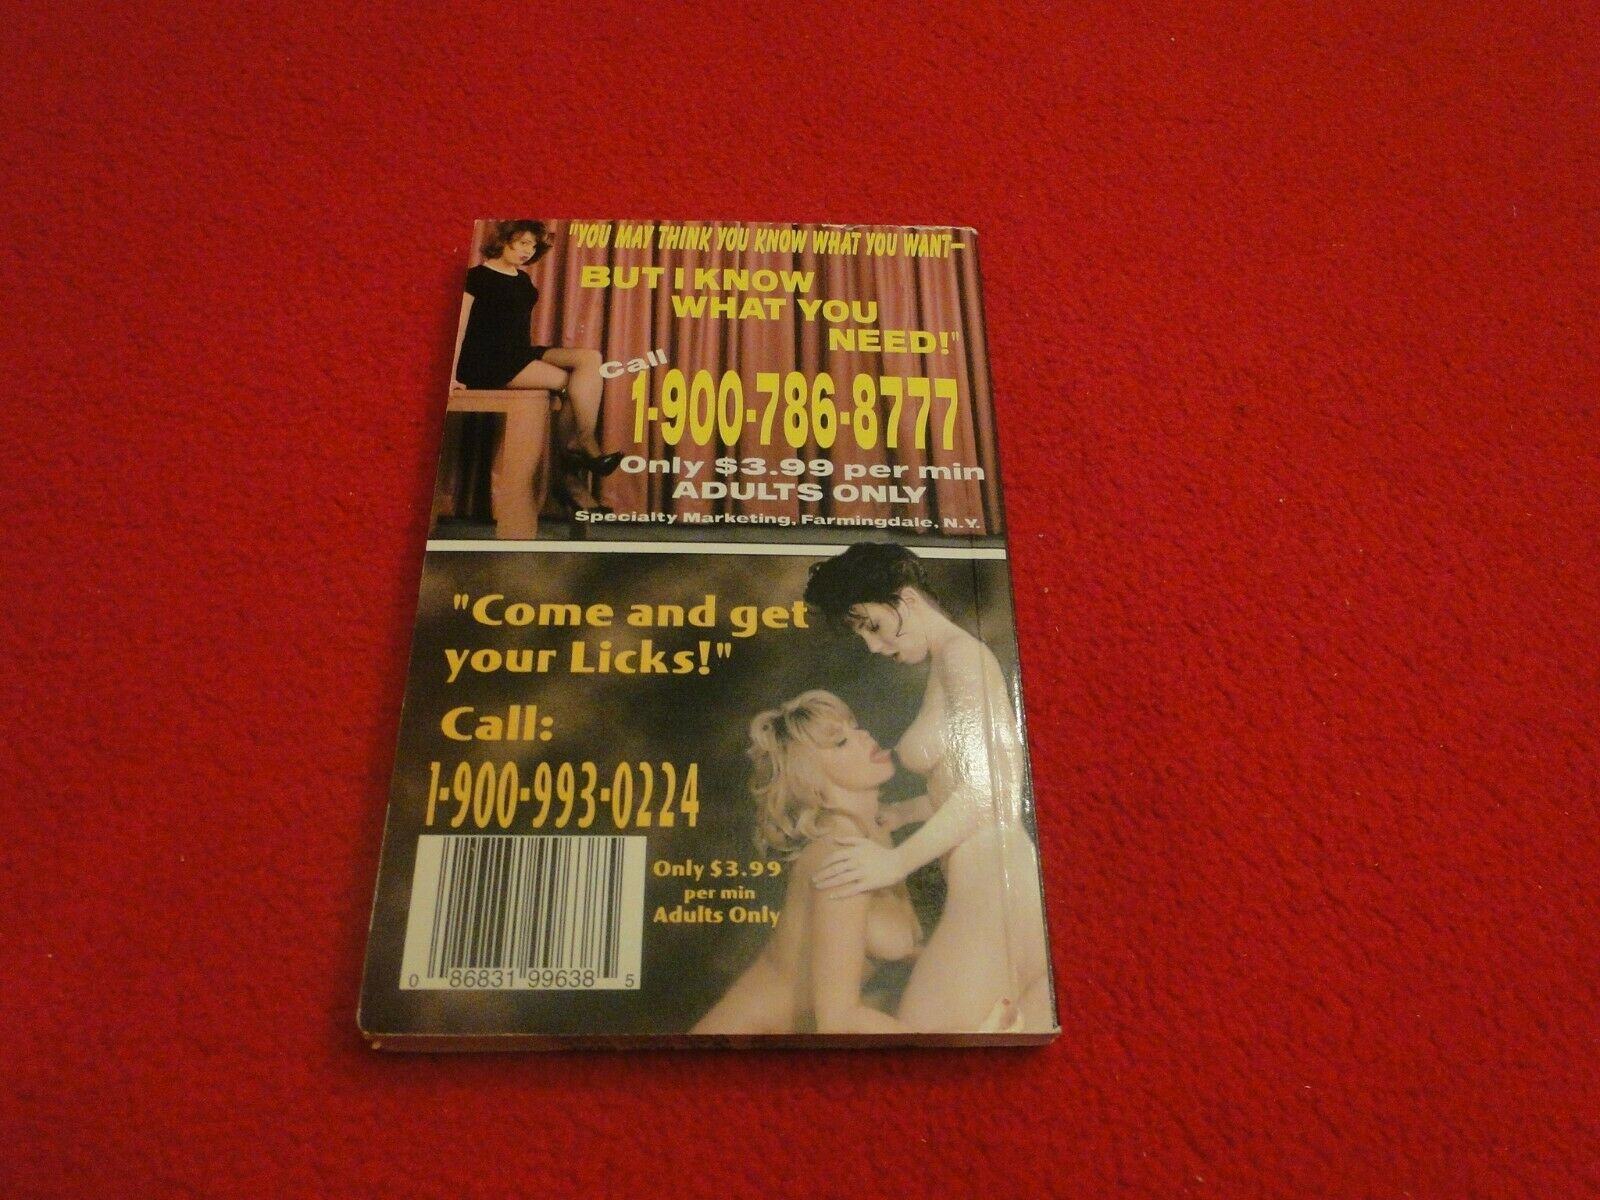 "YOU MAY THINK YOU KNOW WHAT YOU WANT—
BUT I KNOW
WHAT YOU
NEED!"
Call
1-900-786-8777
Only $3.99 per min
ADULTS ONLY
Specialty Marketing, Farmingdale, N.Y.
"Come and get
your Licks!"
Call:
1-900-993-0224
Only $3.99
per min
Adults Only
0 86831 99638 5